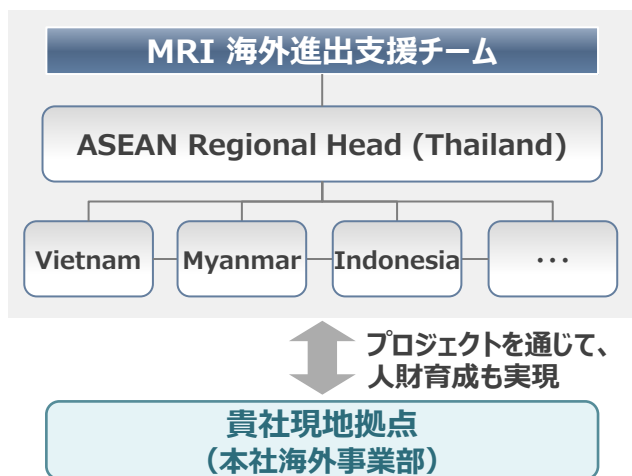 MRI 海外進出支援チーム
ASEAN Regional Head (Thailand)
Vietnam
Myanmar
Indonesia
・・・
プロジェクトを通じて、
人財育成も実現
貴社現地拠点
（本社海外事業部）